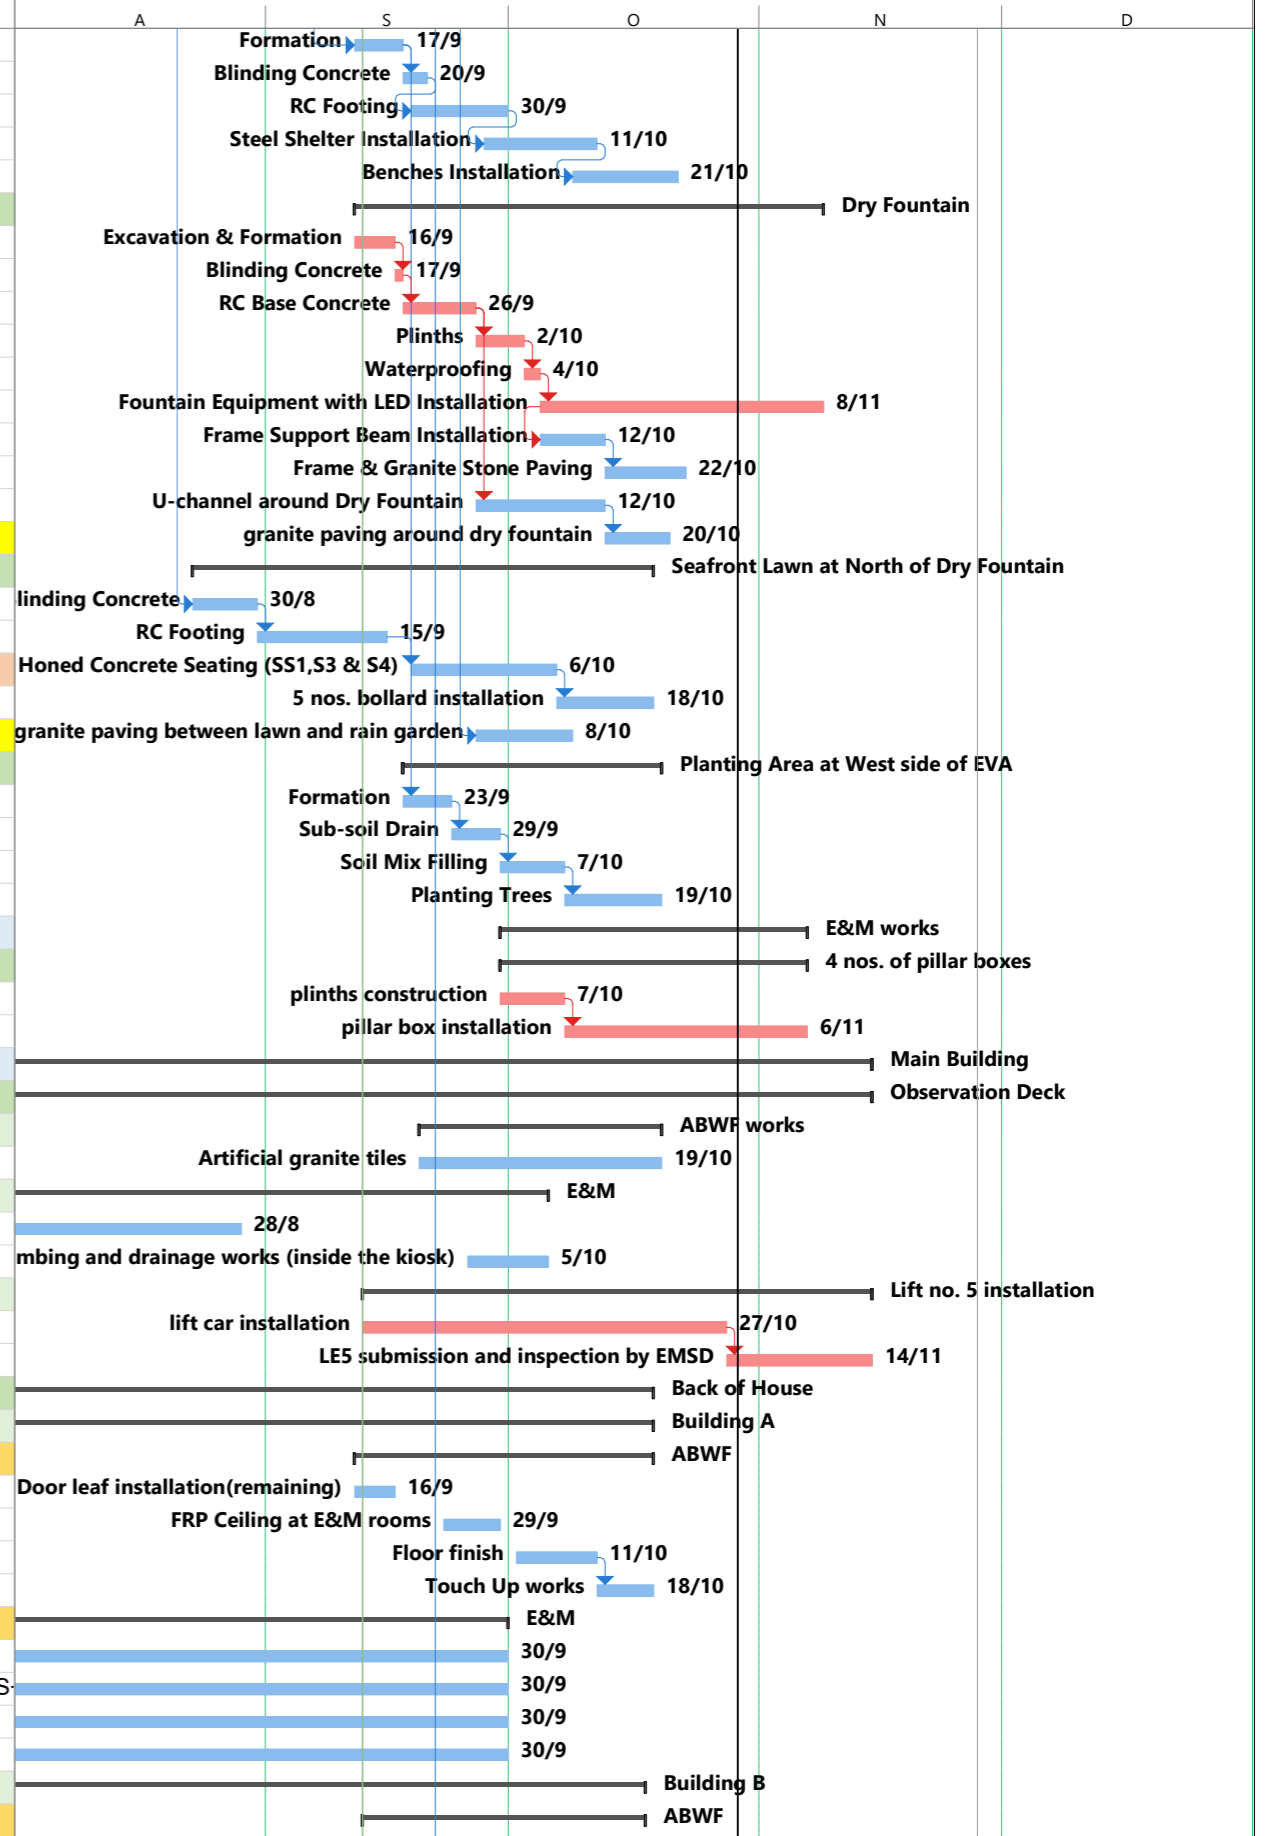 A S O N D
Formation 17/9
Blinding Concrete 20/9
RC Footing 30/9
Steel Shelter Installation 11/10
Benches Installation 21/10
Dry Fountain
Excavation & Formation 16/9
Blinding Concrete 17/9
RC Base Concrete 26/9
Plinths 2/10
Waterproofing 4/10
Fountain Equipment with LED Installation 8/11
Frame Support Beam Installation 12/10
Frame & Granite Stone Paving 22/10
U-channel around Dry Fountain 12/10
granite paving around dry fountain 20/10
Seafront Lawn at North of Dry Fountain
linding Concrete 30/8
RC Footing 15/9
Honed Concrete Seating (SS1,S3 & S4) 6/10
5 nos. bollard installation 18/10
granite paving between lawn and rain garden 8/10
Planting Area at West side of EVA
Formation 23/9
Sub-soil Drain 29/9
Soil Mix Filling 7/10
Planting Trees 19/10
E&M works
4 nos. of pillar boxes
plinths construction 7/10
pillar box installation 6/11
Main Building
Observation Deck
ABWF works
Artificial granite tiles 19/10
E&M
28/8
mbing and drainage works (inside the kiosk) 5/10
Lift no. 5 installation
lift car installation 27/10
LE5 submission and inspection by EMSD 14/11
Back of House
Building A
ABWF
Door leaf installation(remaining) 16/9
FRP Ceiling at E&M rooms 29/9
Floor finish 11/10
Touch Up works 18/10
E&M
30/9
S- 30/9
30/9
30/9
Building B
ABWF